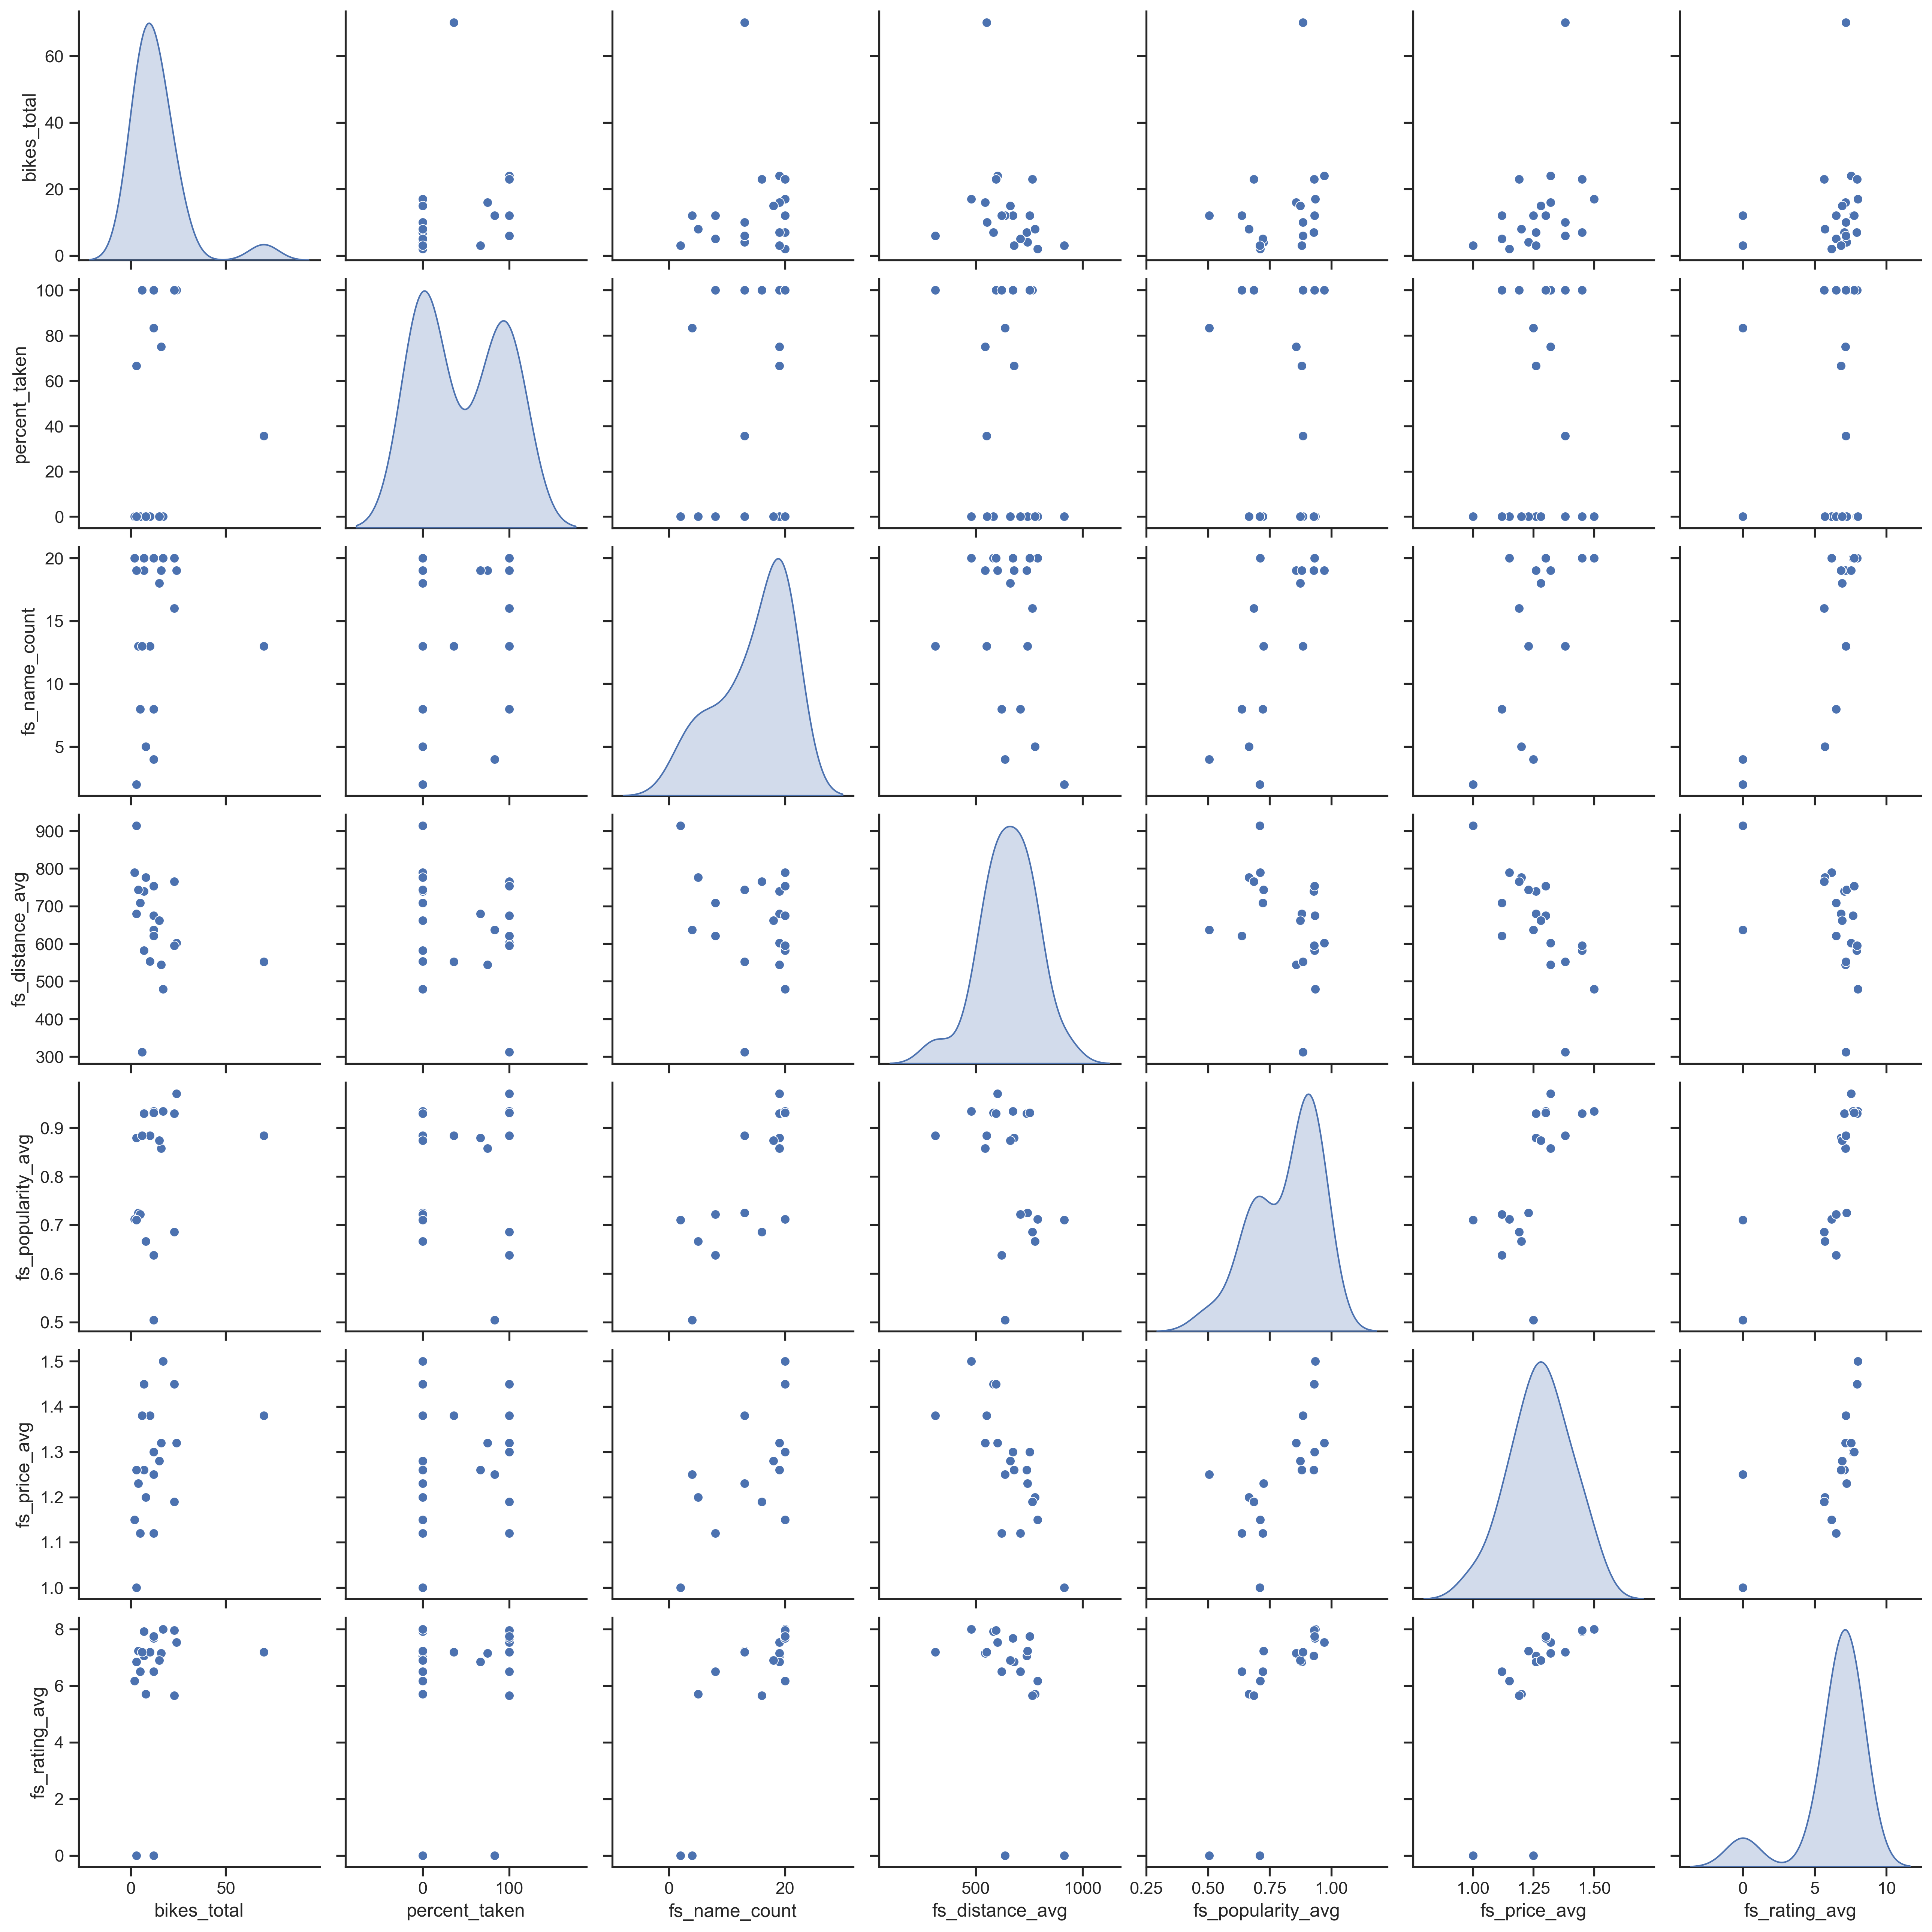 bikes_total
60
40
20
0
percent_taken
100
80
60
40
20
0
fs_name_count
20
15
10
5
fs_distance_avg
900
800
700
600
500
400
300
fs_popularity_avg
0.9
0.8
0.7
0.6
0.5
fs_price_avg
1.5
1.4
1.3
1.2
1.1
1.0
fs_rating_avg
8
6
4
2
0
0 50
0 100
0 20
500 1000
0.25 0.50 0.75 1.00
1.00 1.25 1.50
0 5 10
bikes_total
percent_taken
fs_name_count
fs_distance_avg
fs_popularity_avg
fs_price_avg
fs_rating_avg